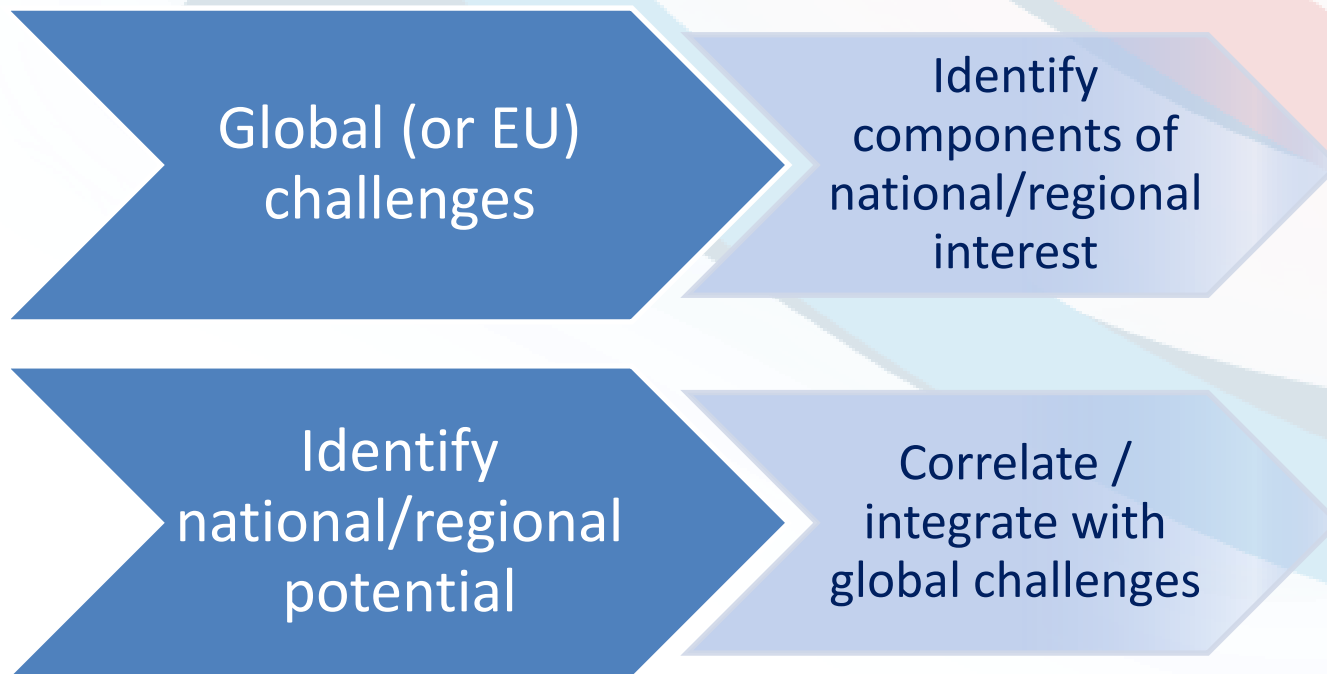 Global (or EU)
challenges
Identify
components of
national/regional
interest
Identify
national/regional
potential
Correlate /
integrate with
global challenges